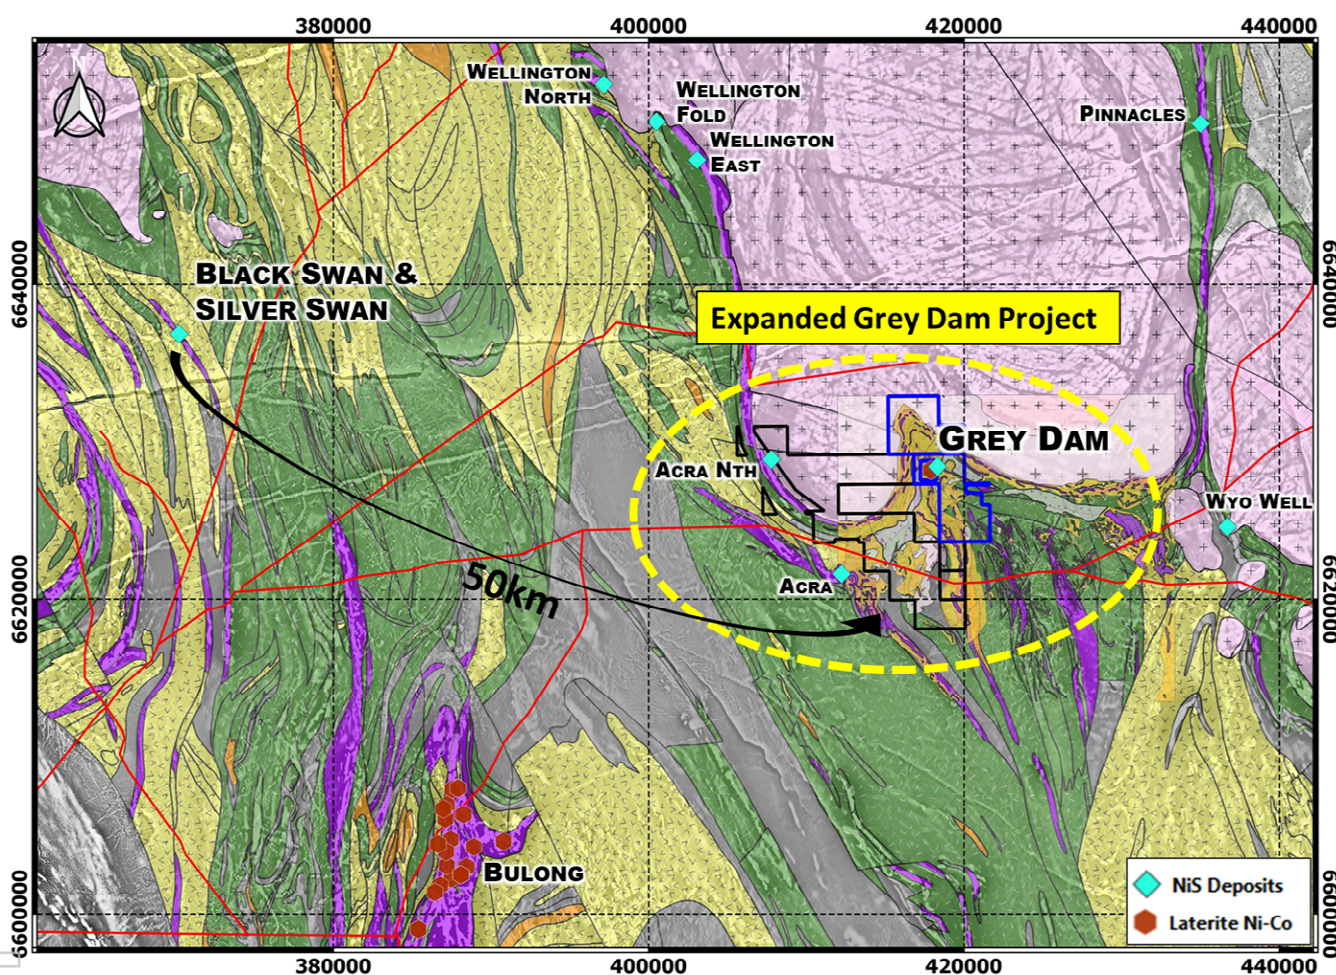 380000 400000 420000 440000
N
WELLINGTON
NORTH
WELLINGTON
FOLD
WELLINGTON
EAST
PINNACLES
BLACK SWAN &
SILVER SWAN
6640000
6640000
Expanded Grey Dam Project
GREY DAM
ACRA NTH
WYO WELL
ACRA
50km
6620000
6620000
BULONG
NiS Deposits
Laterite Ni-Co
6600000
6600000
380000 400000 420000 440000